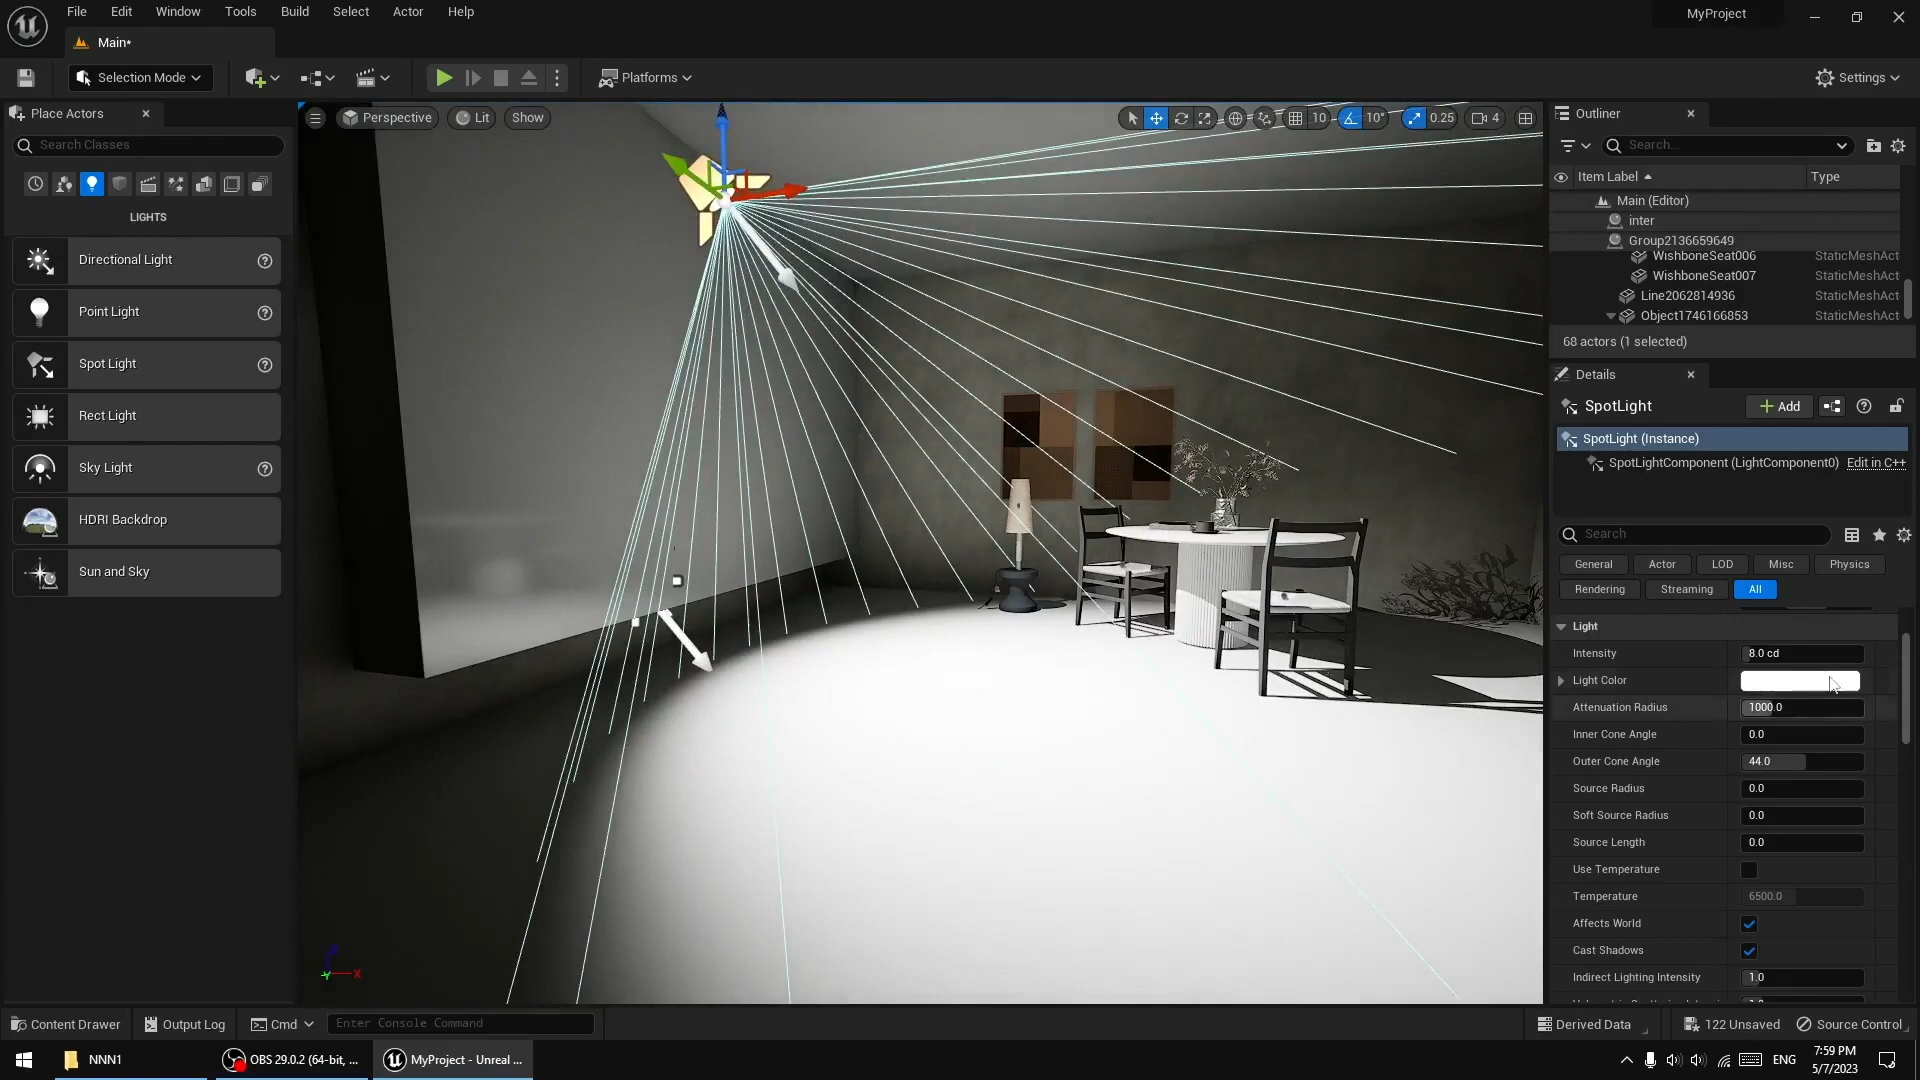 File Edit Window Tools Build Select Actor Help
MyProject
Main*
Selection Mode
Platforms
Settings
Place Actors
Search Classes
LIGHTS
Directional Light
Point Light
Spot Light
Rect Light
Sky Light
HDRI Backdrop
Sun and Sky
Perspective Lit Show
10 10° 0.25 4
Outliner
Search...
Item Label Type
Main (Editor)
inter
Group2136659649
WishboneSeat006 StaticMeshAct
WishboneSeat007 StaticMeshAct
Line2062814936 StaticMeshAct
Object1746166853 StaticMeshAct
68 actors (1 selected)
Details
SpotLight
Add
SpotLight (Instance)
SpotLightComponent (LightComponent0) Edit in C++
Search
General Actor LOD Misc Physics
Rendering Streaming All
Light
Intensity 8.0 cd
Light Color
Attenuation Radius 1000.0
Inner Cone Angle 0.0
Outer Cone Angle 44.0
Source Radius 0.0
Soft Source Radius 0.0
Source Length 0.0
Use Temperature
Temperature 6500.0
Affects World
Cast Shadows
Indirect Lighting Intensity 1.0
Content Drawer Output Log Cmd Enter Console Command
Derived Data 122 Unsaved Source Control
NNN1 OBS 29.0.2 (64-bit, ... MyProject - Unreal ...
ENG
7:59 PM
5/7/2023